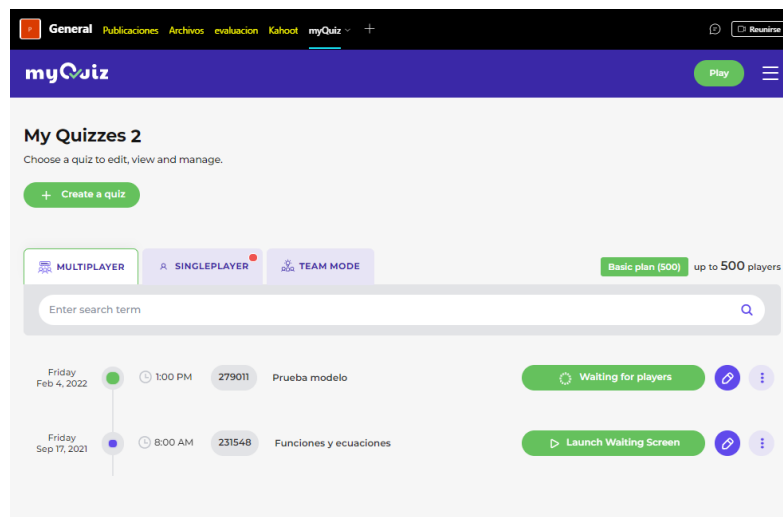 General Publicaciones Archivos evaluacion Kahoot myQuiz Reunirse
myQuiz Play
My Quizzes 2
Choose a quiz to edit, view and manage.
+ Create a quiz
MULTIPLAYER SINGLEPLAYER TEAM MODE Basic plan (500) up to 500 players
Enter search term
Friday
Feb 4, 2022 1:00 PM 279011 Prueba modelo Waiting for players
Friday
Sep 17, 2021 8:00 AM 231548 Funciones y ecuaciones Launch Waiting Screen